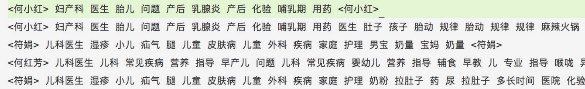 <何小红> 妇产科 医生 胎儿 问题 产后 乳腺炎 产后 化验 哺乳期 用药 <何小红>
<何小红> 妇产科 医生 胎儿 问题 产后 乳腺炎 产后 化验 哺乳期 用药 医生 肚子 孩子 胎动 规律 胎动 规律 规律 麻辣火锅
<符娟> 儿科医生 湿疹 小儿 疝气 腿 儿童 皮肤病 儿童 外科 疾病 家庭 护理 男宝 奶量 宝妈 奶量 <符娟>
<何红芳> 儿科医生 儿科 常见疾病 营养 指导 早产儿 问题 儿科 常见疾病 婴幼儿 营养 指导 辅食 早教 儿 专业 指导 喉咙
<符娟> 儿科医生 湿疹 小儿 疝气 腿 儿童 皮肤病 儿童 外科 疾病 家庭 护理 奶粉 拉肚子 药 尿 拉肚子 多长时间 医院 化验